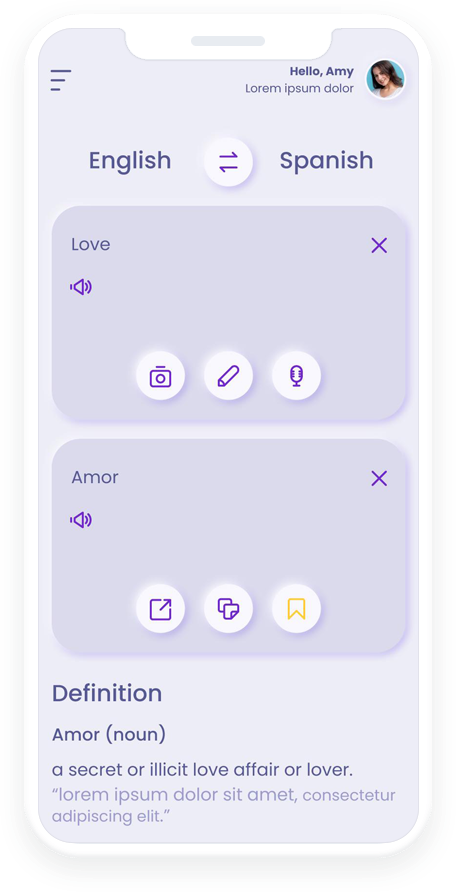 Hello, Amy
Lorem ipsum dolor
English
Spanish
Love
Amor
Definition
Amor (noun)
a secret or illicit love affair or lover.
“lorem ipsum dolor sit amet, consectetur
adipiscing elit.”